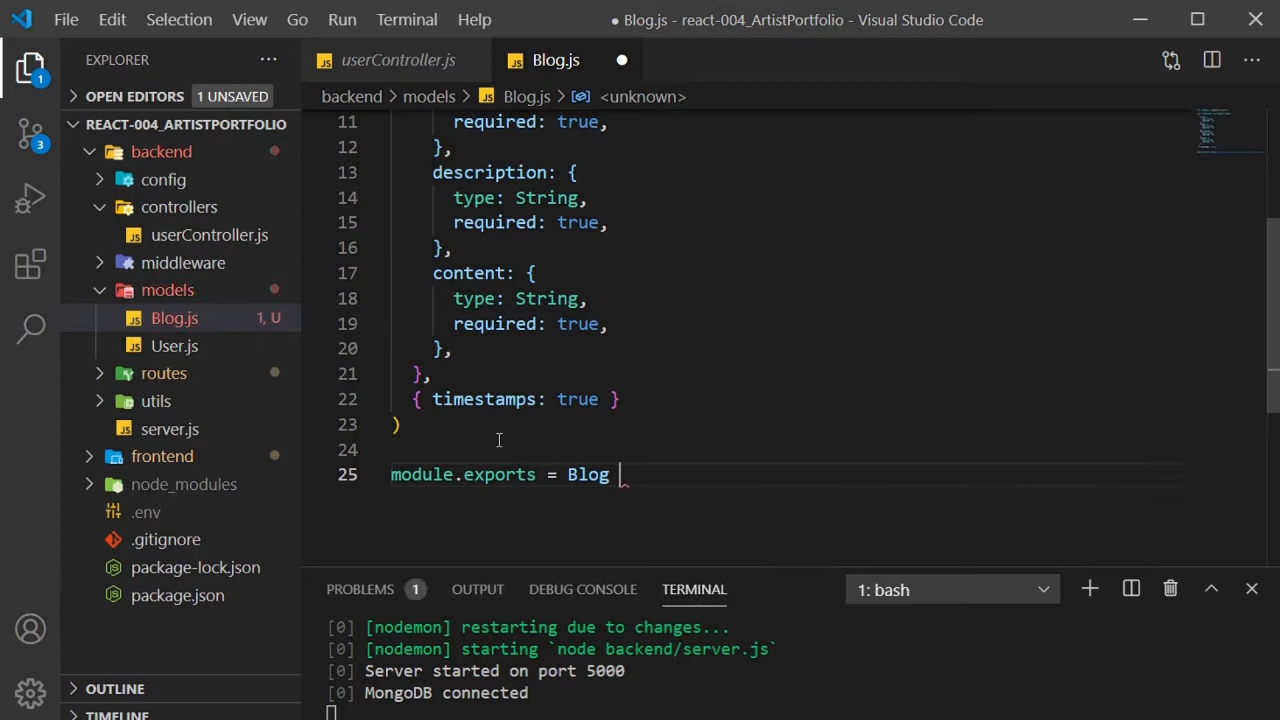 File Edit Selection View Go Run Terminal Help ● Blog.js - react-004_ArtistPortfolio - Visual Studio Code
EXPLORER
userController.js Blog.js
OPEN EDITORS 1 UNSAVED
backend > models > Blog.js > <unknown>
REACT-004_ARTISTPORTFOLIO
backend
config
controllers
userController.js
middleware
models
Blog.js 1, U
User.js
routes
utils
server.js
frontend
node_modules
.env
.gitignore
package-lock.json
package.json
OUTLINE
TIMELINE
1
3
11 required: true,
12 },
13 description: {
14 type: String,
15 required: true,
16 },
17 content: {
18 type: String,
19 required: true,
20 },
21 },
22 { timestamps: true }
23 )
24
25 module.exports = Blog
PROBLEMS 1 OUTPUT DEBUG CONSOLE TERMINAL 1: bash
[0] [nodemon] restarting due to changes...
[0] [nodemon] starting `node backend/server.js`
[0] Server started on port 5000
[0] MongoDB connected